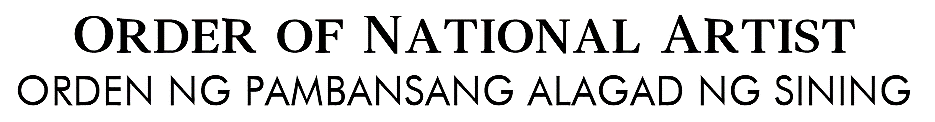 ORDER OF NATIONAL ARTIST
ORDEN NG PAMBANSANG ALAGAD NG SINING